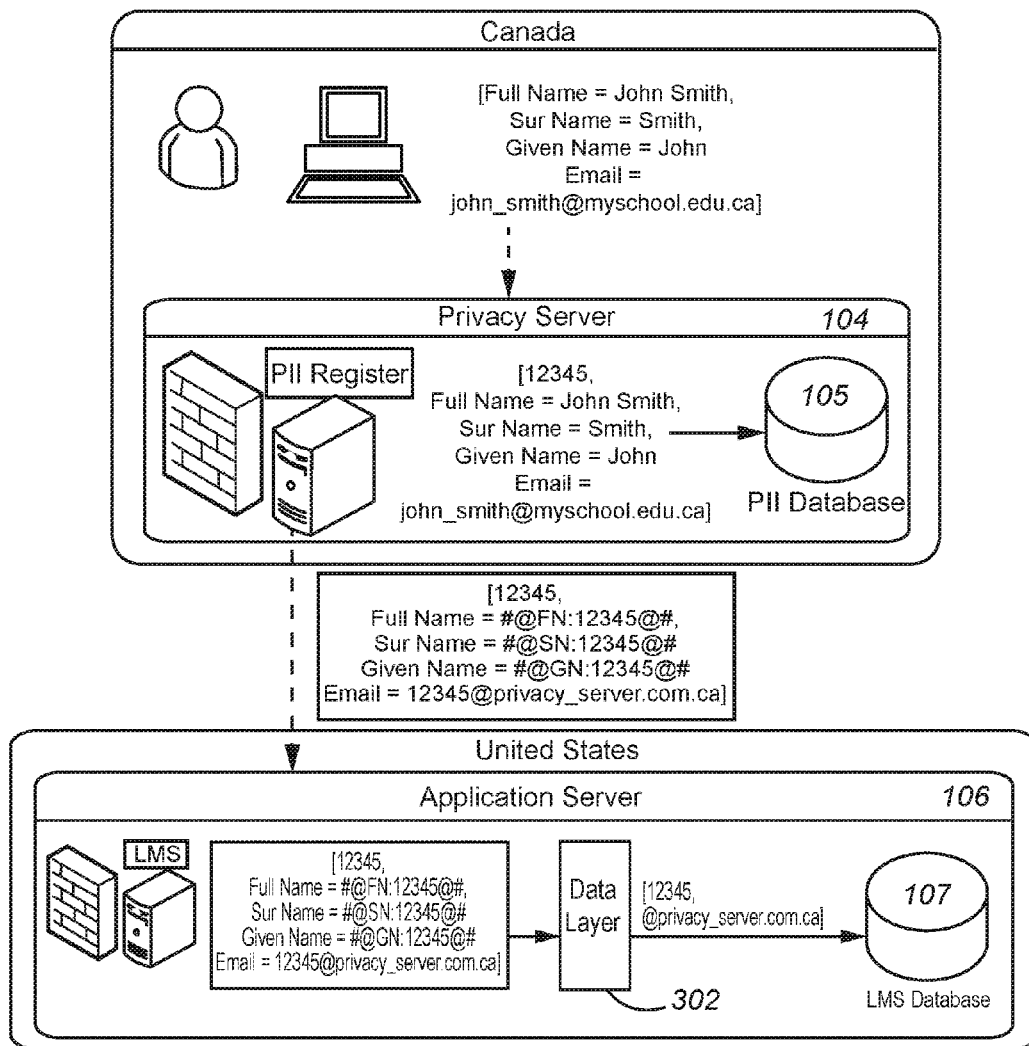 Canada
[Full Name = John Smith,
Sur Name = Smith,
Given Name = John
Email =
john_smith@myschool.edu.ca]
Privacy Server
104
PII Register
[12345,
Full Name = John Smith,
Sur Name = Smith,
Given Name = John
Email =
john_smith@myschool.edu.ca]
105
PII Database
[12345,
Full Name = #@FN:12345@#,
Sur Name = #@SN:12345@#
Given Name = #@GN:12345@#
Email = 12345@privacy_server.com.ca]
United States
Application Server
106
LMS
[12345,
Full Name = #@FN:12345@#,
Sur Name = #@SN:12345@#
Given Name = #@GN:12345@#
Email = 12345@privacy_server.com.ca]
Data
Layer
302
[12345,
@privacy_server.com.ca]
107
LMS Database